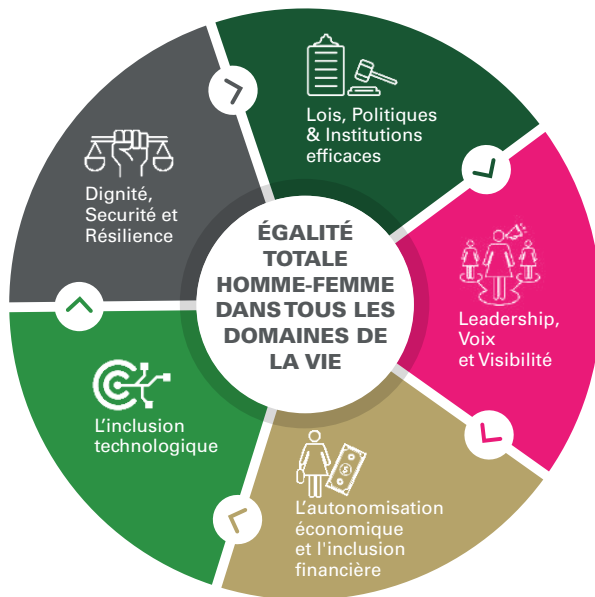 Lois, Politiques
& Institutions
efficaces
Leadership,
Voix
et Visibilité
L'autonomisation
économique
et l'inclusion
financière
L'inclusion
technologique
Dignité,
Securité et
Résilience
ÉGALITÉ
TOTALE
HOMME-FEMME
DANS TOUS LES
DOMAINES DE
LA VIE
$